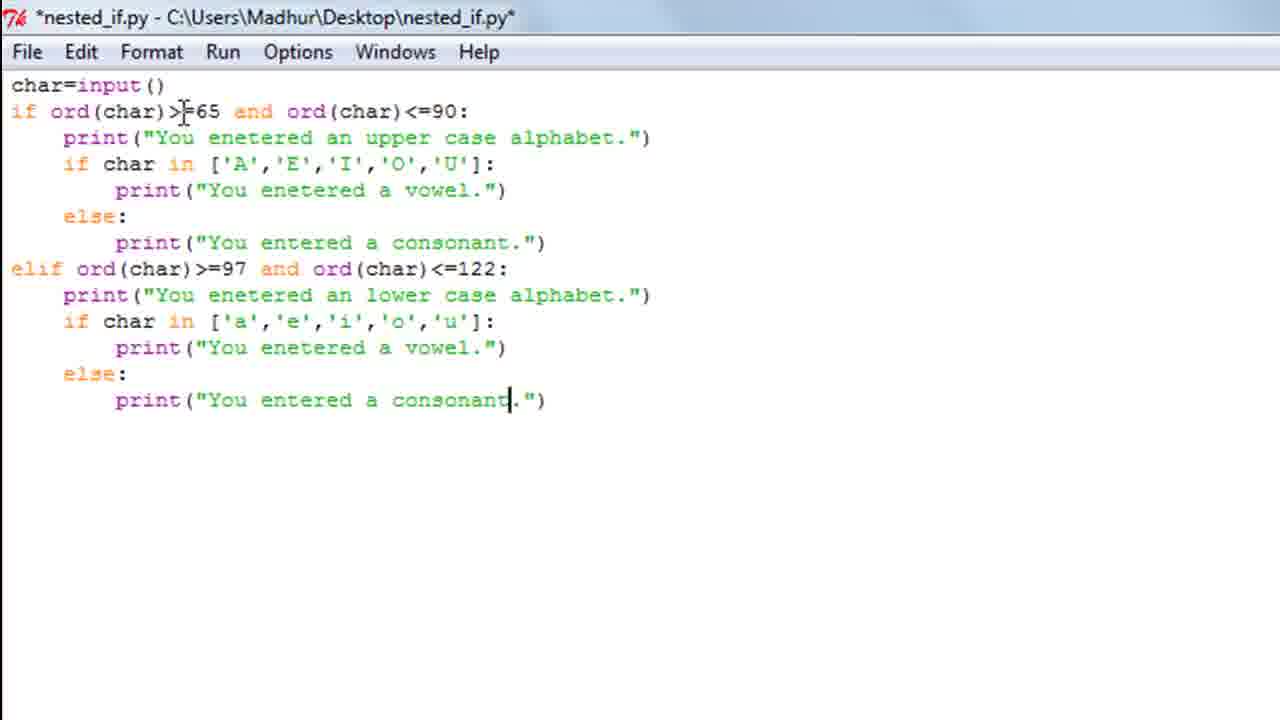 *nested_if.py - C:\Users\Madhur\Desktop\nested_if.py*
File Edit Format Run Options Windows Help
char=input()
if ord(char)>=65 and ord(char)<=90:
    print("You enetered an upper case alphabet.")
    if char in ['A','E','I','O','U']:
        print("You enetered a vowel.")
    else:
        print("You entered a consonant.")
elif ord(char)>=97 and ord(char)<=122:
    print("You enetered an lower case alphabet.")
    if char in ['a','e','i','o','u']:
        print("You enetered a vowel.")
    else:
        print("You entered a consonant.")